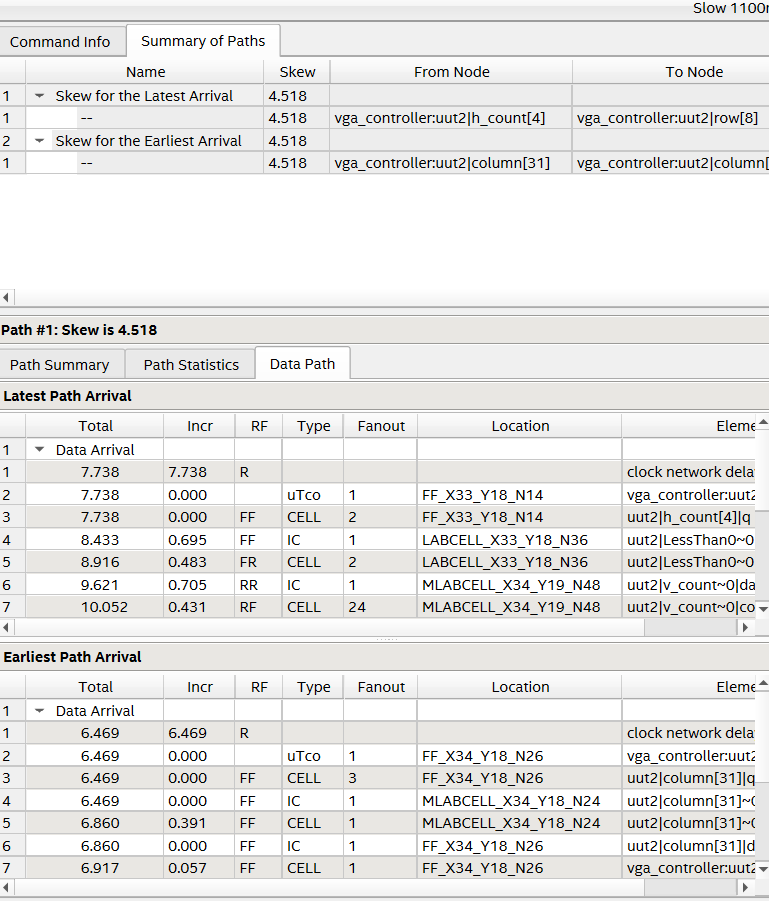 Slow 1100
Command Info Summary of Paths
Name Skew From Node To Node
1 Skew for the Latest Arrival 4.518
1 -- 4.518 vga_controller:uut2|h_count[4] vga_controller:uut2|row[8]
2 Skew for the Earliest Arrival 4.518
1 -- 4.518 vga_controller:uut2|column[31] vga_controller:uut2|column[
Path #1: Skew is 4.518
Path Summary Path Statistics Data Path
Latest Path Arrival
Total Incr RF Type Fanout Location Eleme
1 Data Arrival
1 7.738 7.738 R clock network dela
2 7.738 0.000 uTco 1 FF_X33_Y18_N14 vga_controller:uut2
3 7.738 0.000 FF CELL 2 FF_X33_Y18_N14 uut2|h_count[4]|q
4 8.433 0.695 FF IC 1 LABCELL_X33_Y18_N36 uut2|LessThan0~0
5 8.916 0.483 FR CELL 2 LABCELL_X33_Y18_N36 uut2|LessThan0~0
6 9.621 0.705 RR IC 1 MLABCELL_X34_Y19_N48 uut2|v_count~0|da
7 10.052 0.431 RF CELL 24 MLABCELL_X34_Y19_N48 uut2|v_count~0|co
Earliest Path Arrival
Total Incr RF Type Fanout Location Eleme
1 Data Arrival
1 6.469 6.469 R clock network dela
2 6.469 0.000 uTco 1 FF_X34_Y18_N26 vga_controller:uut2
3 6.469 0.000 FF CELL 3 FF_X34_Y18_N26 uut2|column[31]|q
4 6.469 0.000 FF IC 1 MLABCELL_X34_Y18_N24 uut2|column[31]~0
5 6.860 0.391 FF CELL 1 MLABCELL_X34_Y18_N24 uut2|column[31]~0
6 6.860 0.000 FF IC 1 FF_X34_Y18_N26 uut2|column[31]|d
7 6.917 0.057 FF CELL 1 FF_X34_Y18_N26 vga_controller:uut2